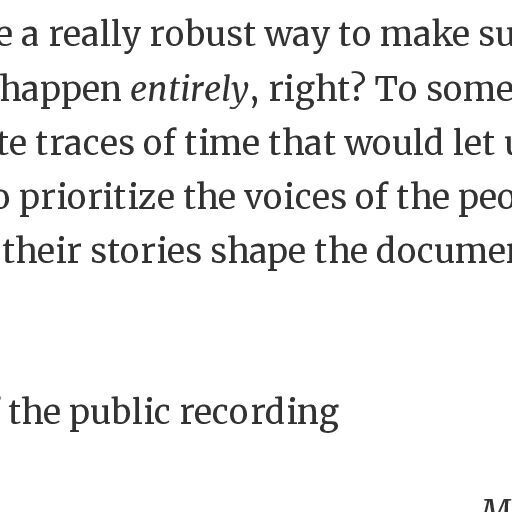 e a really robust way to make su
happen entirely, right? To some
te traces of time that would let u
o prioritize the voices of the peo
their stories shape the documen
the public recording
M